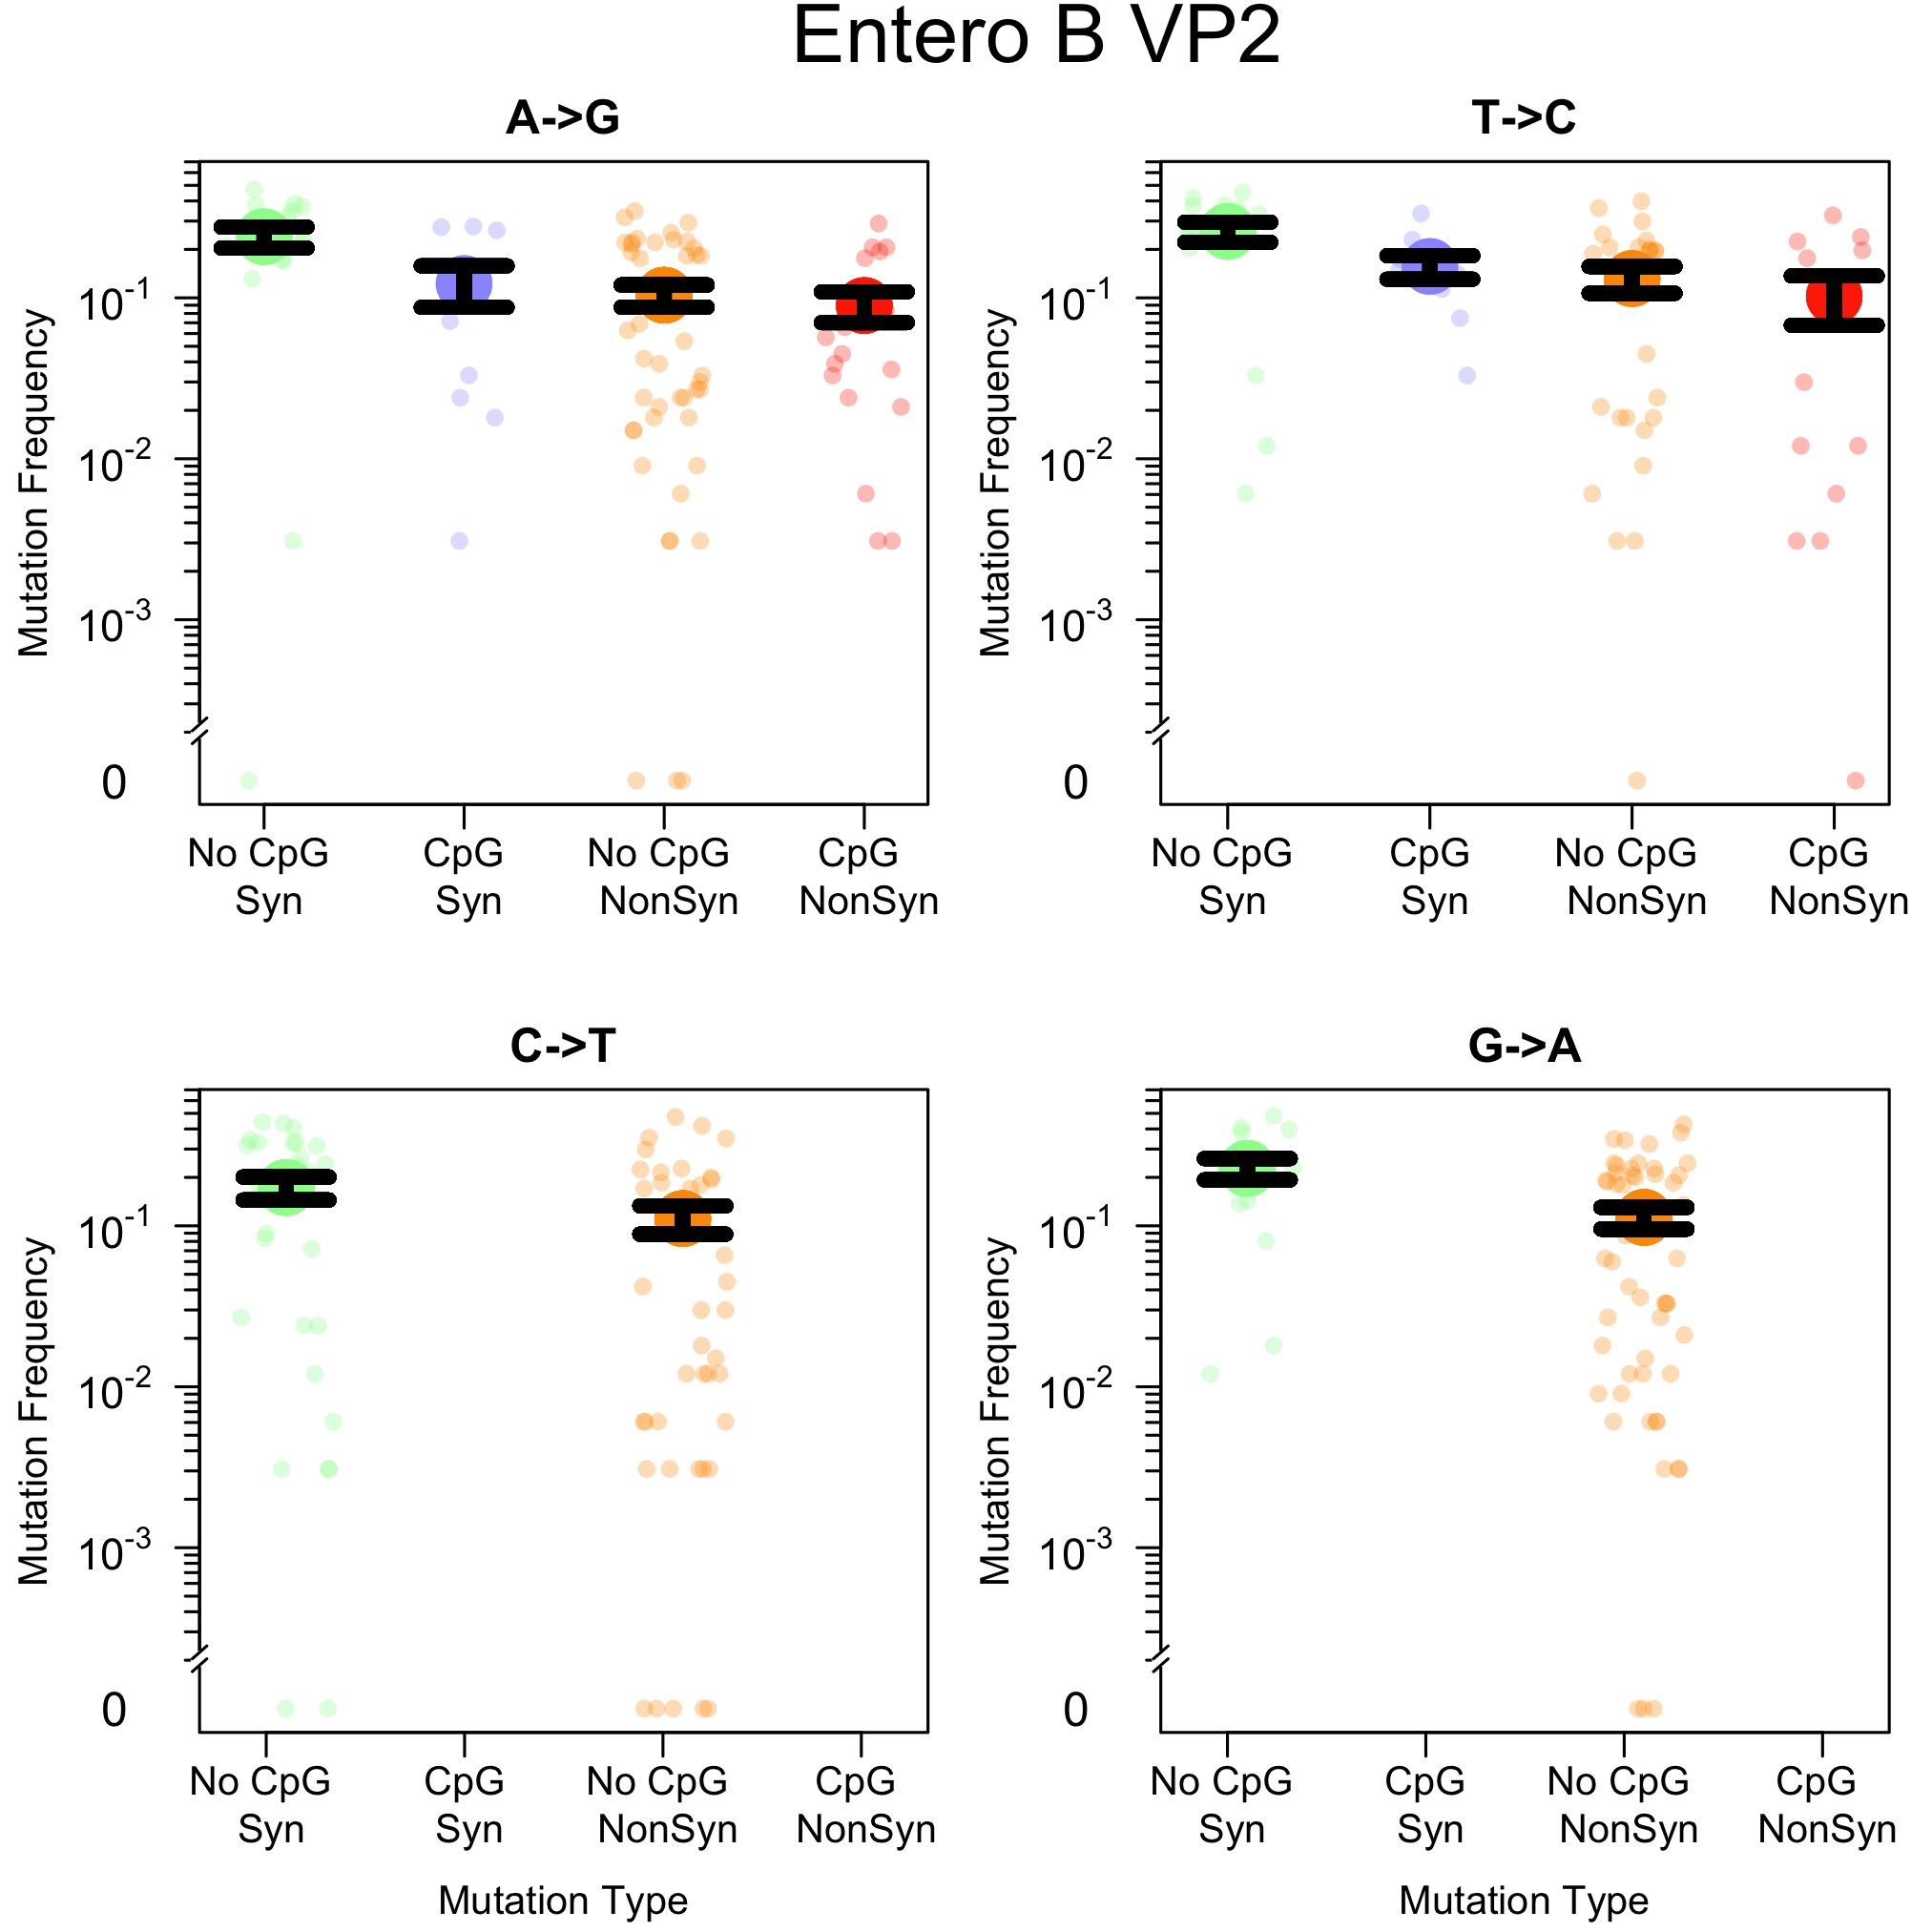 Entero B VP2
A->G
Mutation Frequency
10-1
10-2
10-3
0
No CpG
Syn
CpG
Syn
No CpG
NonSyn
CpG
NonSyn
T->C
Mutation Frequency
10-1
10-2
10-3
0
No CpG
Syn
CpG
Syn
No CpG
NonSyn
CpG
NonSyn
C->T
Mutation Frequency
10-1
10-2
10-3
0
No CpG
Syn
CpG
Syn
No CpG
NonSyn
CpG
NonSyn
Mutation Type
G->A
Mutation Frequency
10-1
10-2
10-3
0
No CpG
Syn
CpG
Syn
No CpG
NonSyn
CpG
NonSyn
Mutation Type